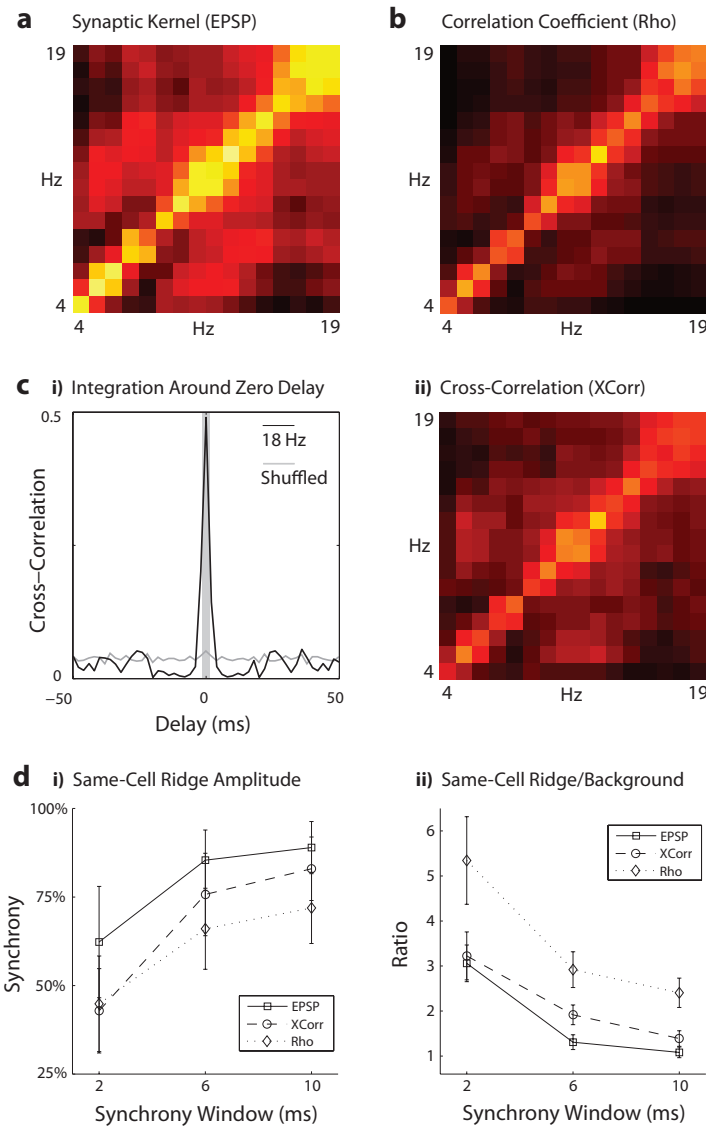 a Synaptic Kernel (EPSP)
19
Hz
4
4
Hz
19
b Correlation Coefficient (Rho)
19
Hz
4
4
Hz
19
c i) Integration Around Zero Delay
0.5
Cross−Correlation
0
−50
0
50
Delay (ms)
18 Hz
Shuffled
ii) Cross-Correlation (XCorr)
19
Hz
4
4
Hz
19
d i) Same-Cell Ridge Amplitude
100%
75%
50%
25%
Synchrony
2
6
10
Synchrony Window (ms)
EPSP
XCorr
Rho
ii) Same-Cell Ridge/Background
6
5
4
3
2
1
Ratio
2
6
10
Synchrony Window (ms)
EPSP
XCorr
Rho